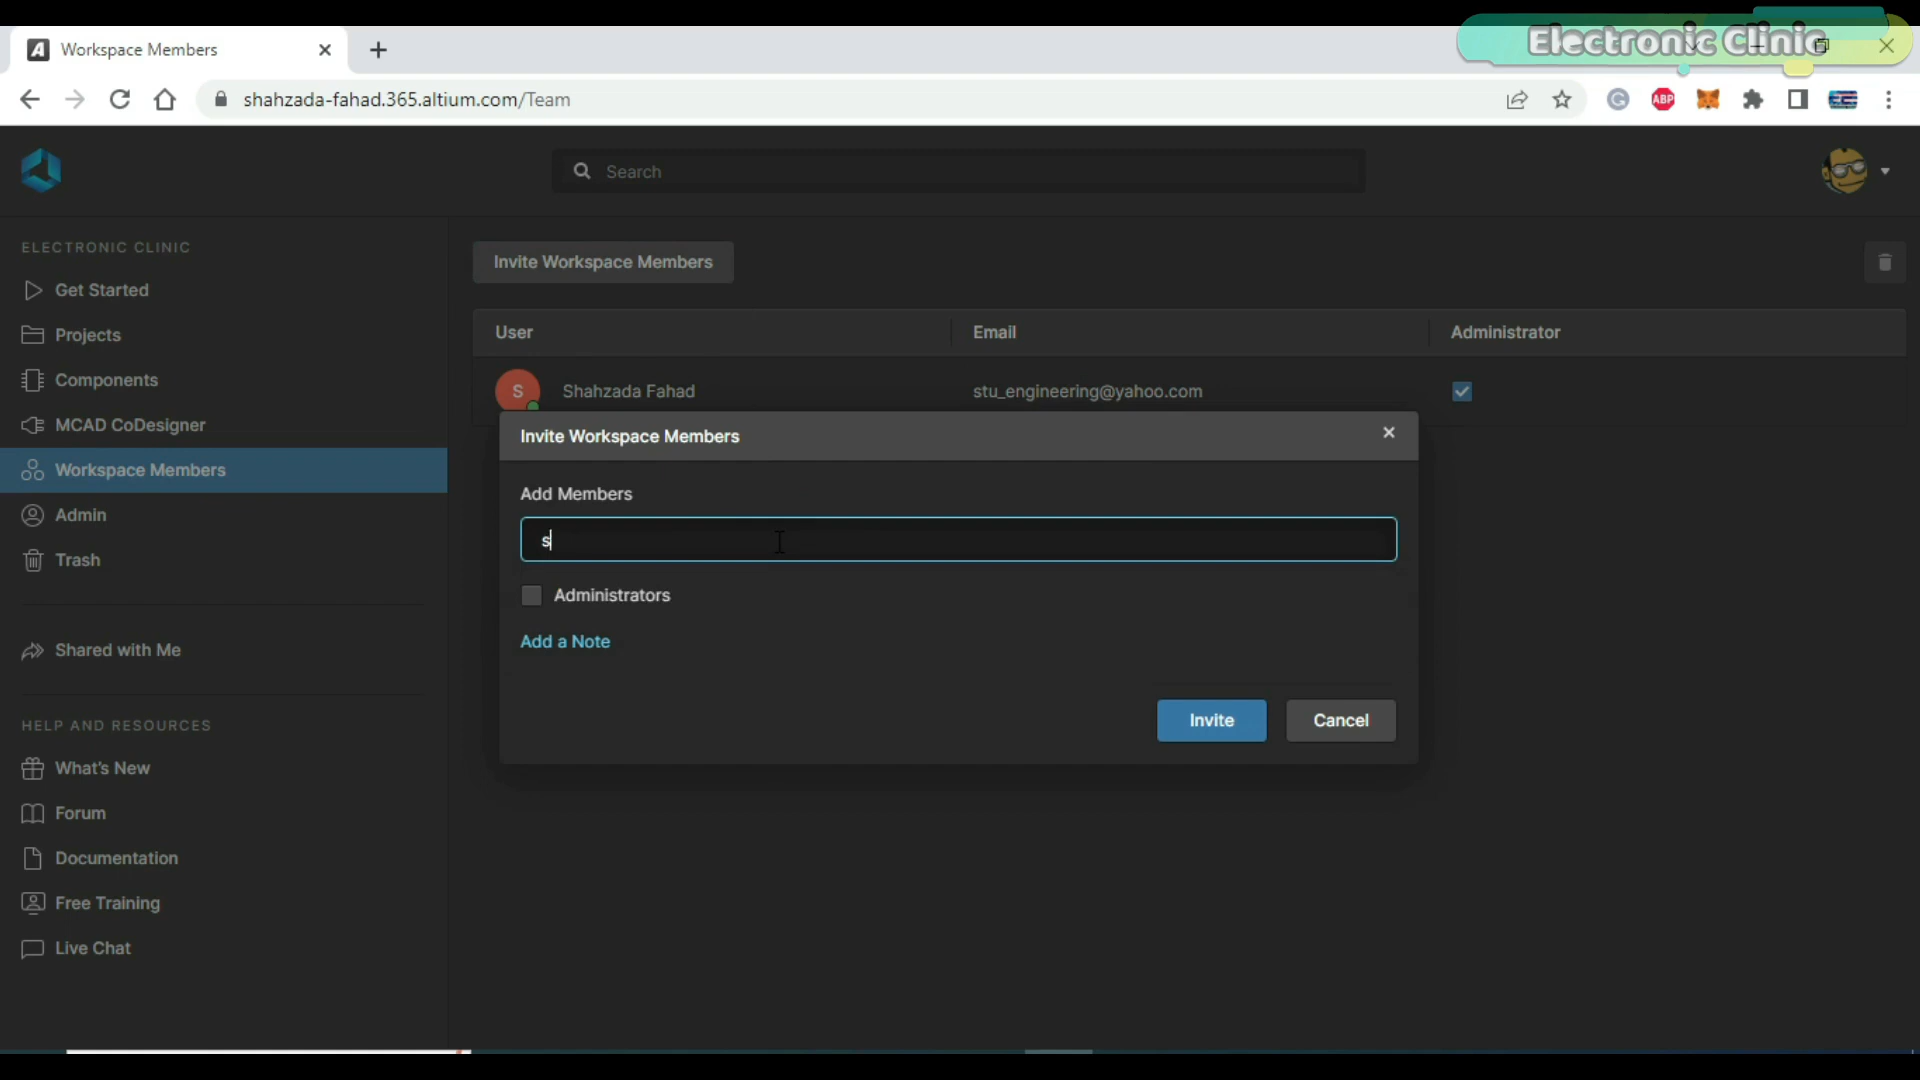 Workspace Members
Electronic Clinic
shahzada-fahad.365.altium.com/Team
ABP
Search
ELECTRONIC CLINIC
Get Started
Projects
Components
MCAD CoDesigner
Workspace Members
Admin
Trash
Shared with Me
HELP AND RESOURCES
What's New
Forum
Documentation
Free Training
Live Chat
Invite Workspace Members
User Email Administrator
S Shahzada Fahad stu_engineering@yahoo.com
Invite Workspace Members
Add Members
s
Administrators
Add a Note
Invite Cancel